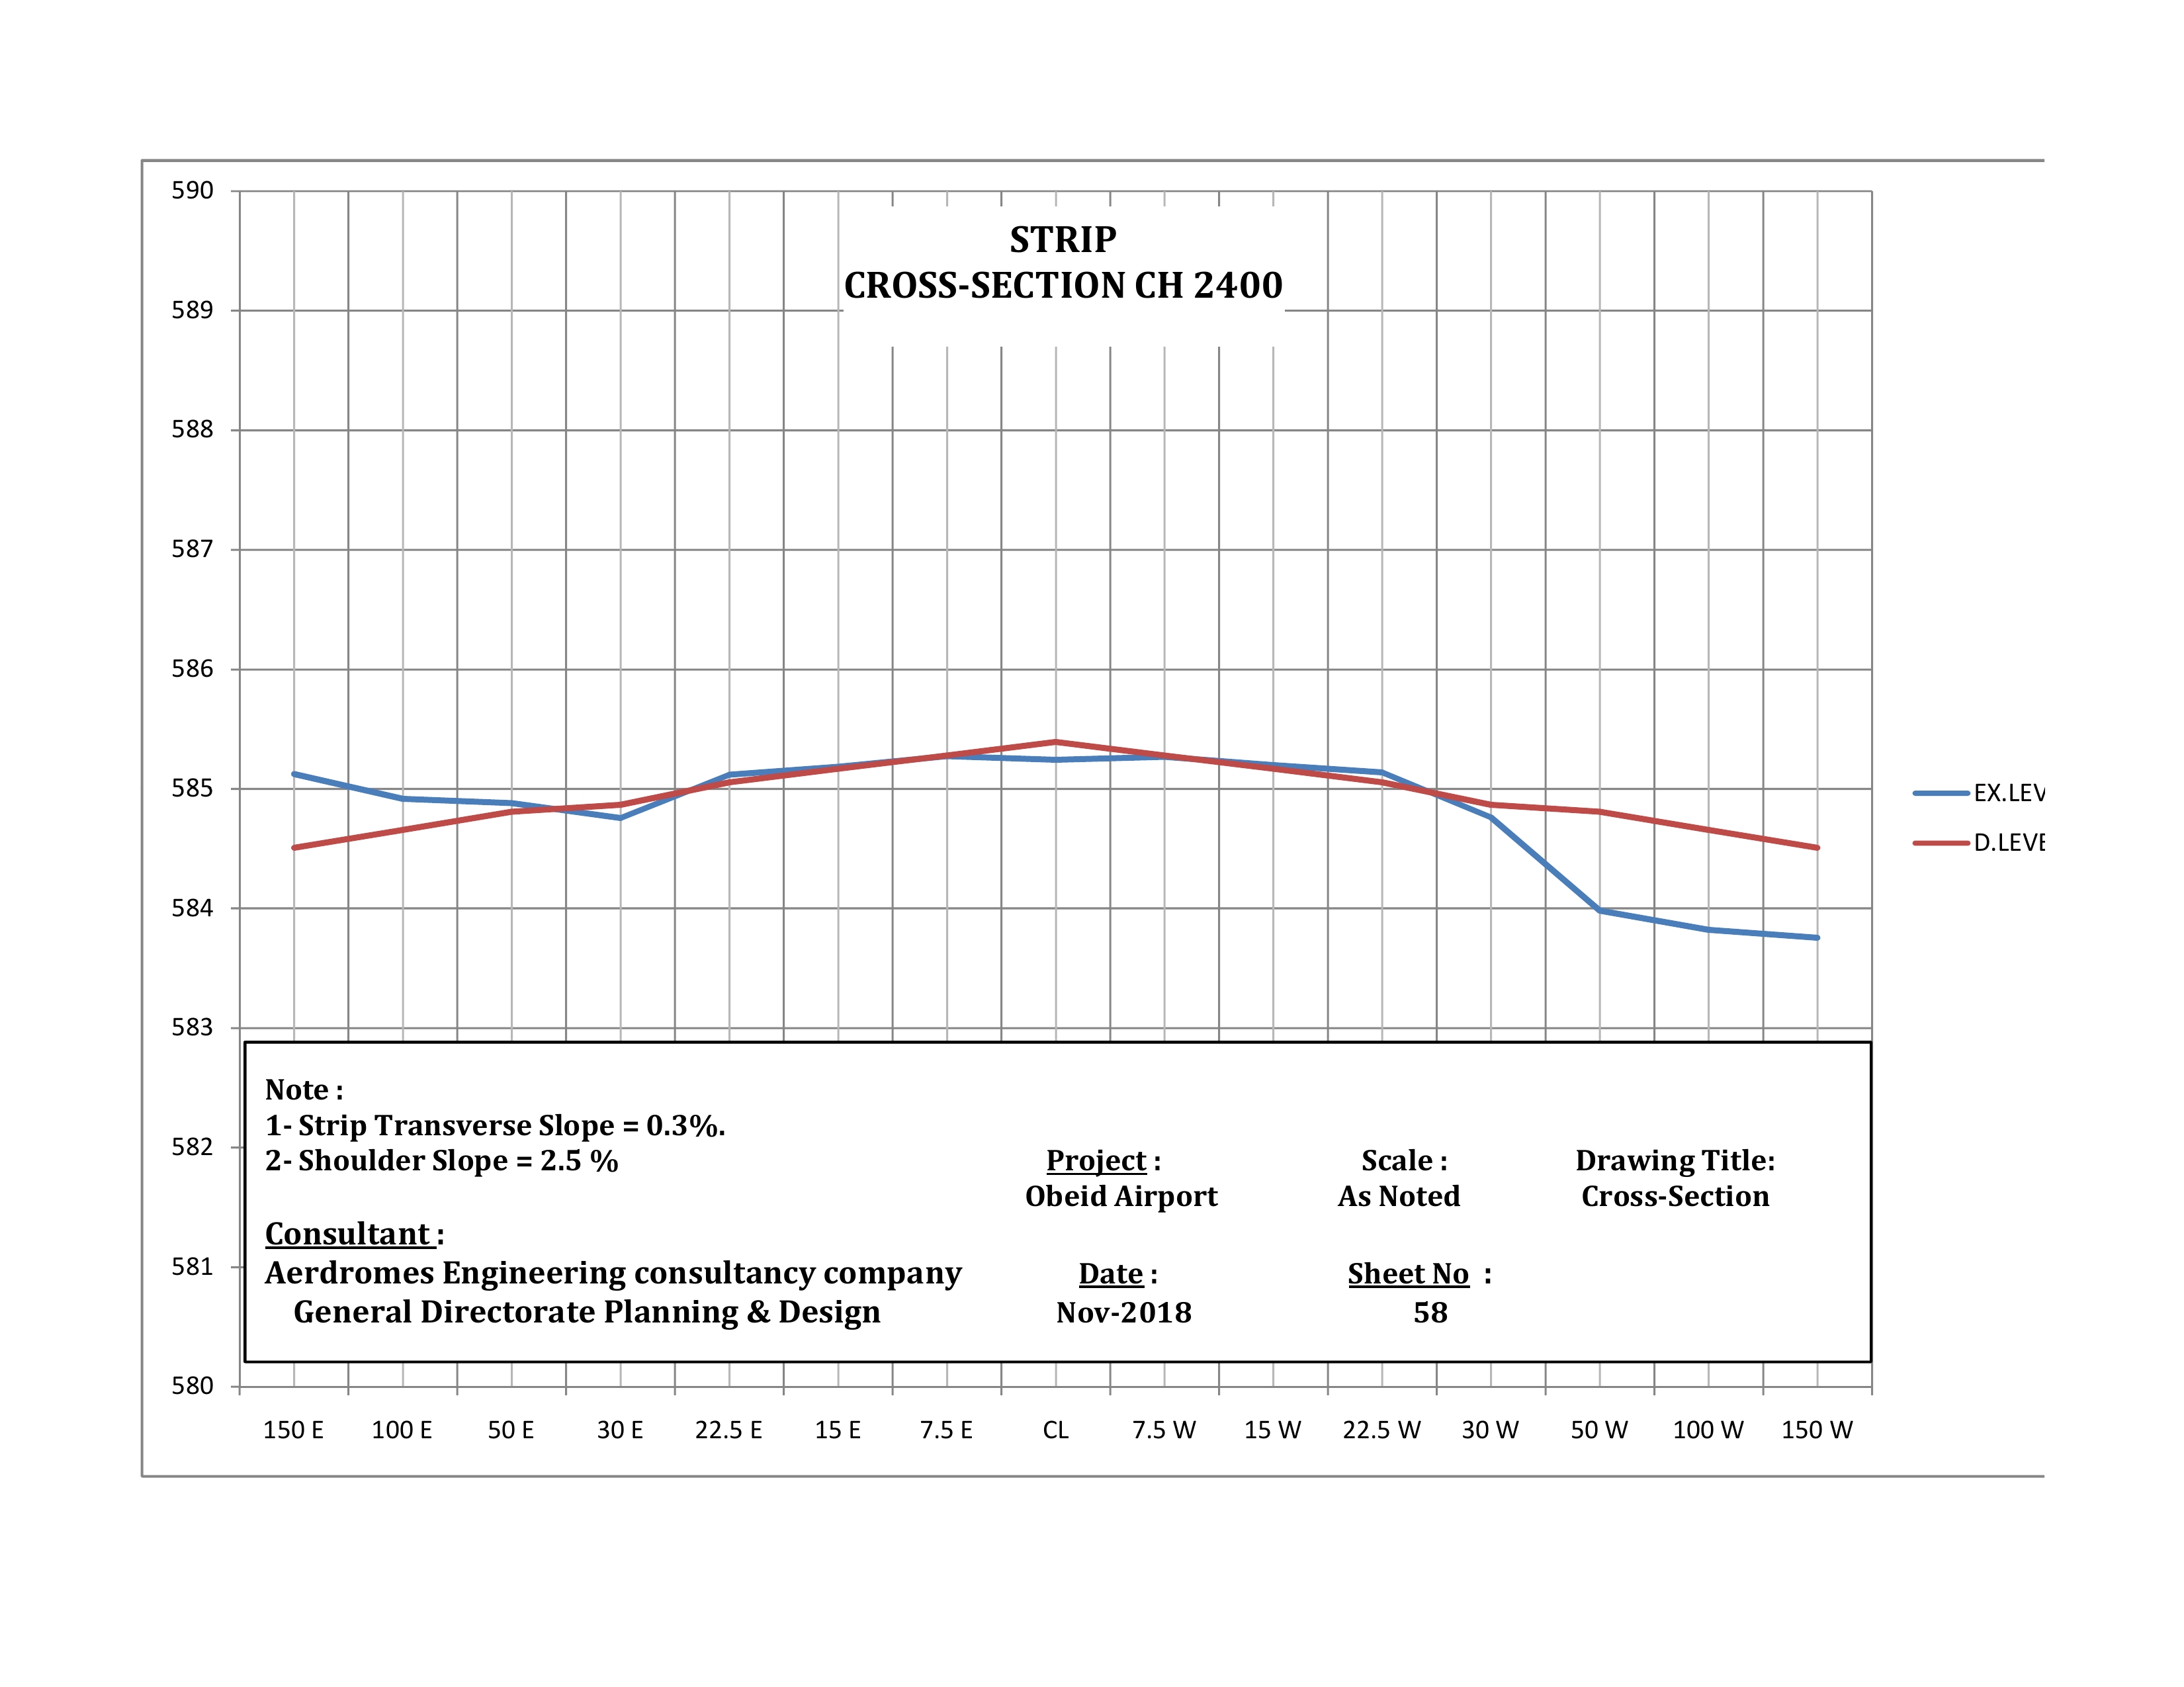 590
STRIP
CROSS-SECTION CH 2400
589
588
587
586
585
584
583
582
581
580
EX.LEV
D.LEVE
Note :
1- Strip Transverse Slope = 0.3%.
2- Shoulder Slope = 2.5 %
Project : Scale : Drawing Title:
Obeid Airport As Noted Cross-Section
Consultant :
Aerdromes Engineering consultancy company Date : Sheet No :
General Directorate Planning & Design Nov-2018 58
150 E 100 E 50 E 30 E 22.5 E 15 E 7.5 E CL 7.5 W 15 W 22.5 W 30 W 50 W 100 W 150 W